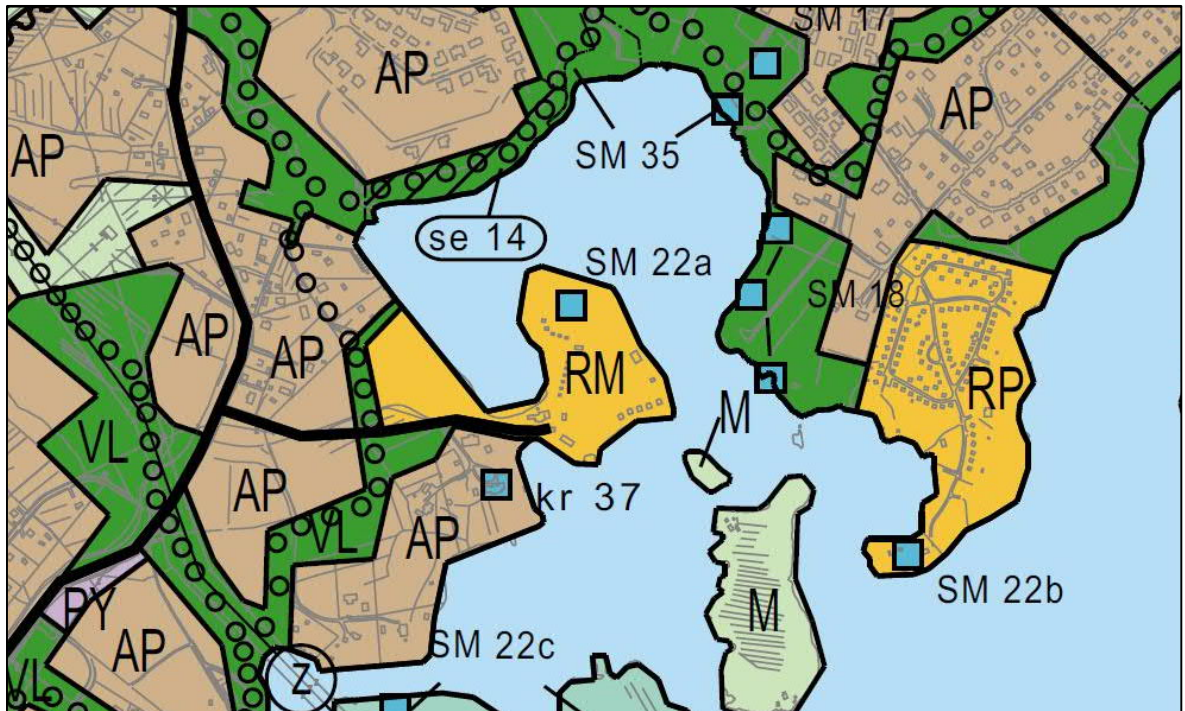 SM 17
AP
AP
AP
SM 35
se 14
SM 22a
SM 18
AP
AP
RM
RP
M
VL
AP
kr 37
VL
AP
SM 22b
PY
M
AP
SM 22c
Z
VL